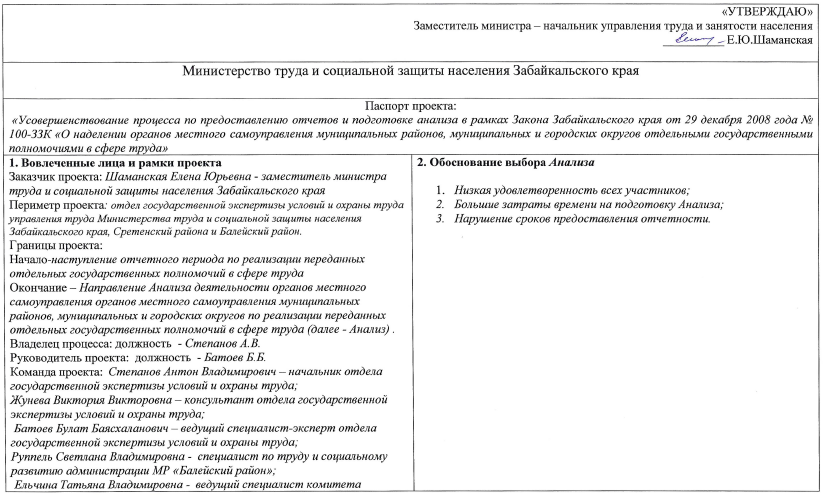 «УТВЕРЖДАЮ»
Заместитель министра – начальник управления труда и занятости населения
Е.Ю.Шаманская
Министерство труда и социальной защиты населения Забайкальского края
Паспорт проекта:
«Усовершенствование процесса по предоставлению отчетов и подготовке анализа в рамках Закона Забайкальского края от 29 декабря 2008 года №
100-ЗЗК «О наделении органов местного самоуправления муниципальных районов, муниципальных и городских округов отдельными государственными
полномочиями в сфере труда»
1. Вовлеченные лица и рамки проекта
Заказчик проекта: Шаманская Елена Юрьевна - заместитель министра
труда и социальной защиты населения Забайкальского края
Периметр проекта: отдел государственной экспертизы условий и охраны труда
управления труда Министерства труда и социальной защиты населения
Забайкальского края, Сретенский района и Балейский район.
Границы проекта:
Начало-наступление отчетного периода по реализации переданных
отдельных государственных полномочий в сфере труда
Окончание – Направление Анализа деятельности органов местного
самоуправления органов местного самоуправления муниципальных
районов, муниципальных и городских округов по реализации переданных
отдельных государственных полномочий в сфере труда (далее - Анализ) .
Владелец процесса: должность - Степанов А.В.
Руководитель проекта: должность - Батоев Б.Б.
Команда проекта: Степанов Антон Владимирович – начальник отдела
государственной экспертизы условий и охраны труда;
Жунева Виктория Викторовна – консультант отдела государственной
экспертизы условий и охраны труда;
Батоев Булат Баясхаланович – ведущий специалист-эксперт отдела
государственной экспертизы условий и охраны труда;
Руппель Светлана Владимировна - специалист по труду и социальному
развитию администрации МР «Балейский район»;
Ельчина Татьяна Владимировна - ведущий специалист комитета
2. Обоснование выбора Анализа
1. Низкая удовлетворенность всех участников;
2. Большие затраты времени на подготовку Анализа;
3. Нарушение сроков предоставления отчетности.